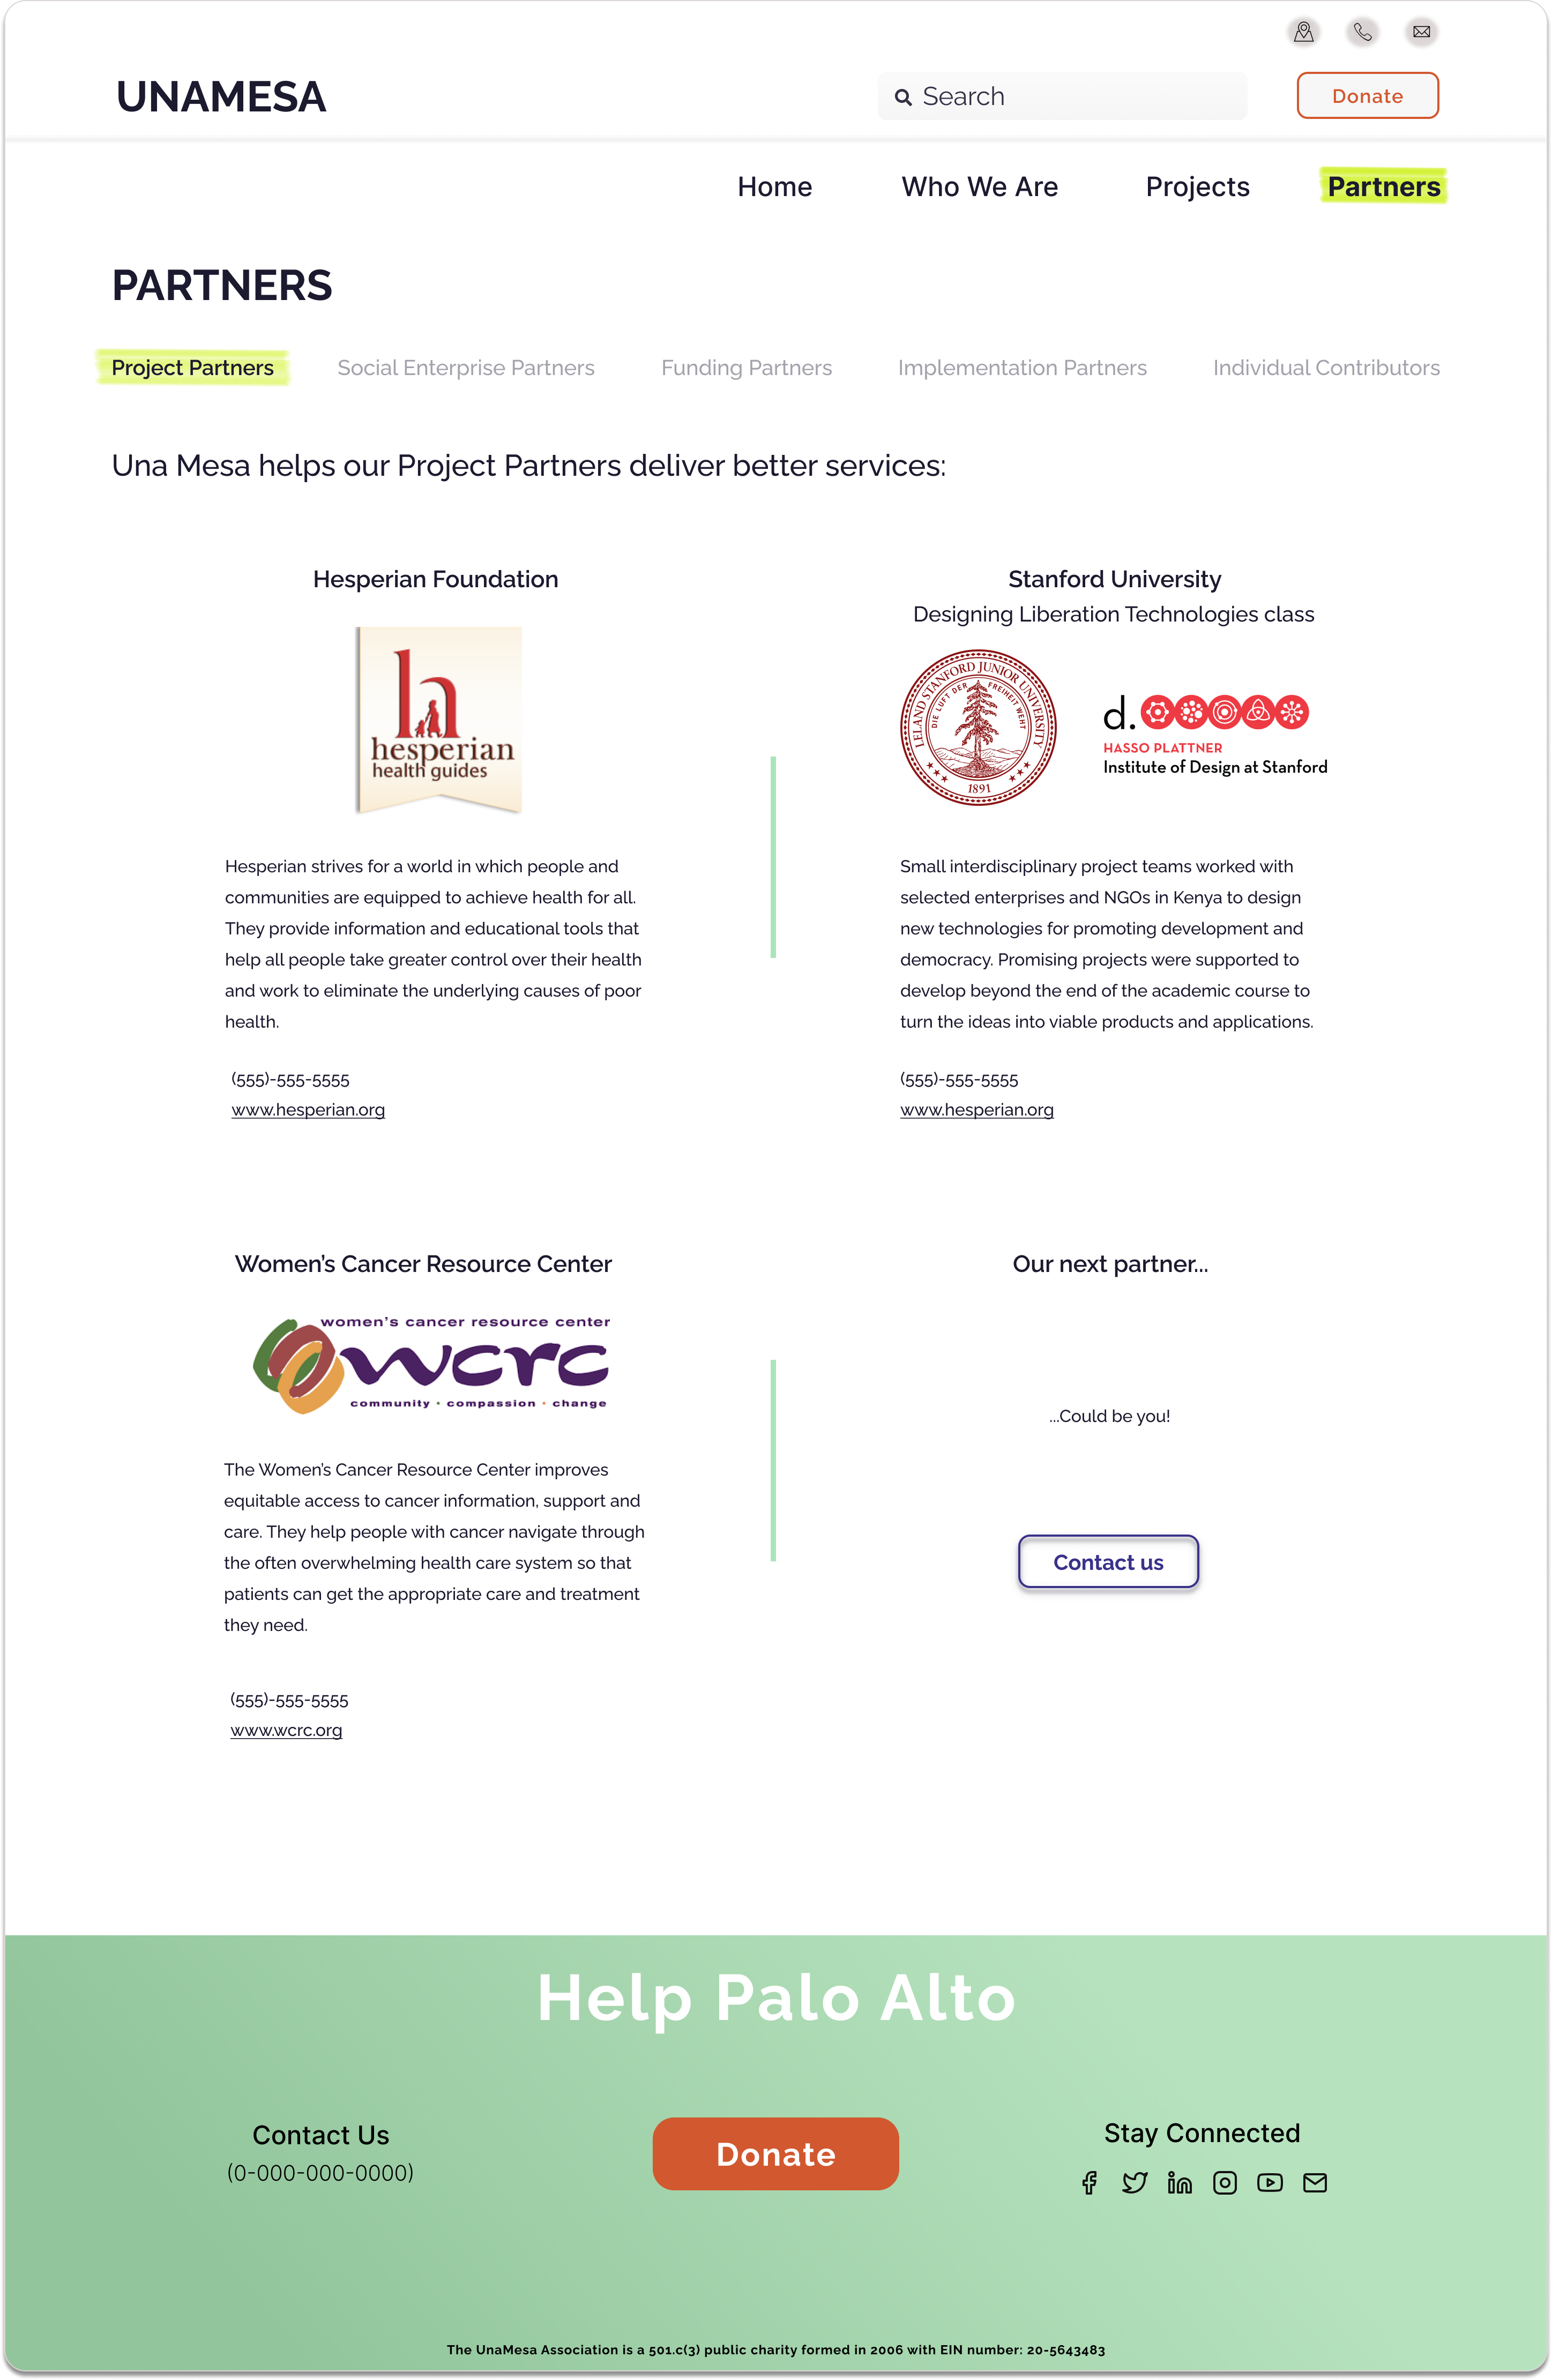 UNAMESA
Search
Donate
Home
Who We Are
Projects
Partners
PARTNERS
Project Partners
Social Enterprise Partners
Funding Partners
Implementation Partners
Individual Contributors
Una Mesa helps our Project Partners deliver better services:
Hesperian Foundation
hesperian
health guides
Hesperian strives for a world in which people and
communities are equipped to achieve health for all.
They provide information and educational tools that
help all people take greater control over their health
and work to eliminate the underlying causes of poor
health.
(555)-555-5555
www.hesperian.org
Stanford University
Designing Liberation Technologies class
LELAND STANFORD JUNIOR UNIVERSITY
DIE LUFT DER FREIHEIT WEHT
1891
d.
HASSO PLATTNER
Institute of Design at Stanford
Small interdisciplinary project teams worked with
selected enterprises and NGOs in Kenya to design
new technologies for promoting development and
democracy. Promising projects were supported to
develop beyond the end of the academic course to
turn the ideas into viable products and applications.
(555)-555-5555
www.hesperian.org
Women’s Cancer Resource Center
women's cancer resource center
wcrc
community • compassion • change
The Women’s Cancer Resource Center improves
equitable access to cancer information, support and
care. They help people with cancer navigate through
the often overwhelming health care system so that
patients can get the appropriate care and treatment
they need.
(555)-555-5555
www.wcrc.org
Our next partner...
...Could be you!
Contact us
Help Palo Alto
Contact Us
(0-000-000-0000)
Donate
Stay Connected
The UnaMesa Association is a 501.c(3) public charity formed in 2006 with EIN number: 20-5643483